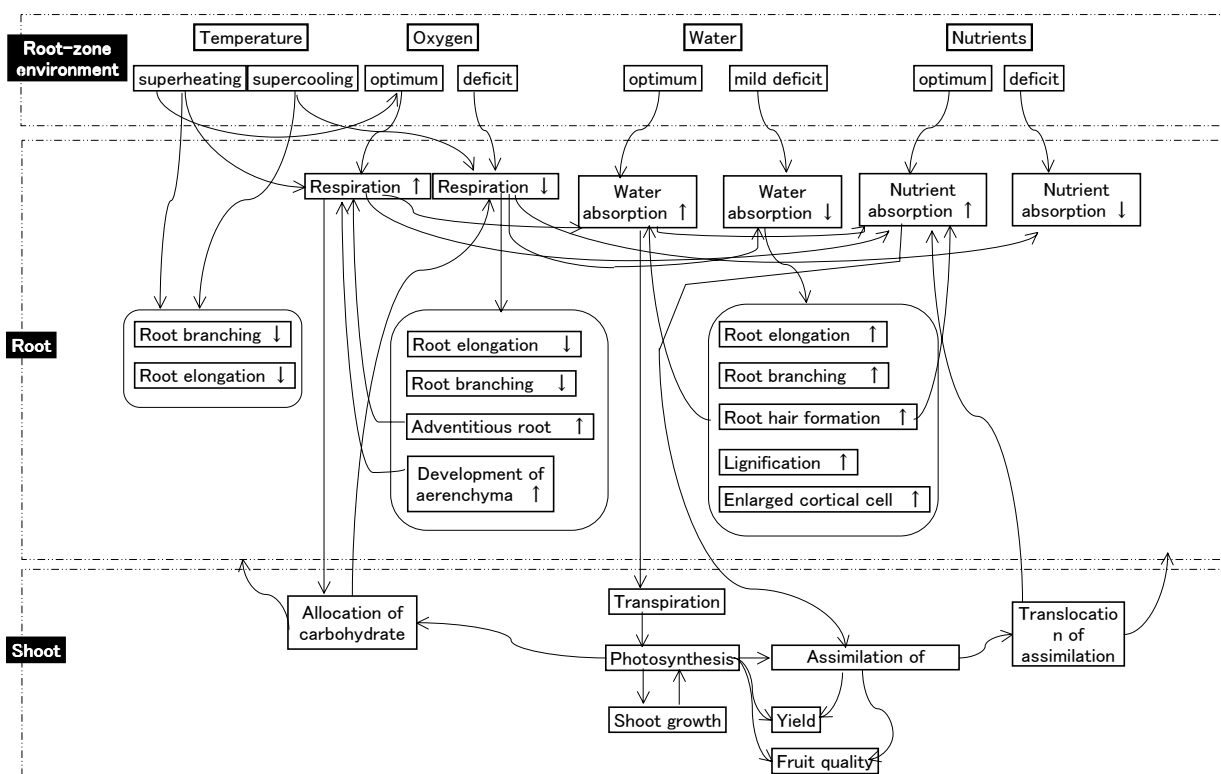 Temperature
Oxygen
Water
Nutrients
Root-zone
environment
superheating
supercooling
optimum
deficit
optimum
mild deficit
optimum
deficit
Respiration ↑
Respiration ↓
Water
absorption ↑
Water
absorption ↓
Nutrient
absorption ↑
Nutrient
absorption ↓
Root
Root branching ↓
Root elongation ↓
Root elongation ↓
Root branching ↓
Adventitious root ↑
Development of
aerenchyma ↑
Root elongation ↑
Root branching ↑
Root hair formation ↑
Lignification ↑
Enlarged cortical cell ↑
Shoot
Allocation of
carbohydrate
Transpiration
Photosynthesis
Shoot growth
Assimilation of
Yield
Fruit quality
Translocatio
n of
assimilation